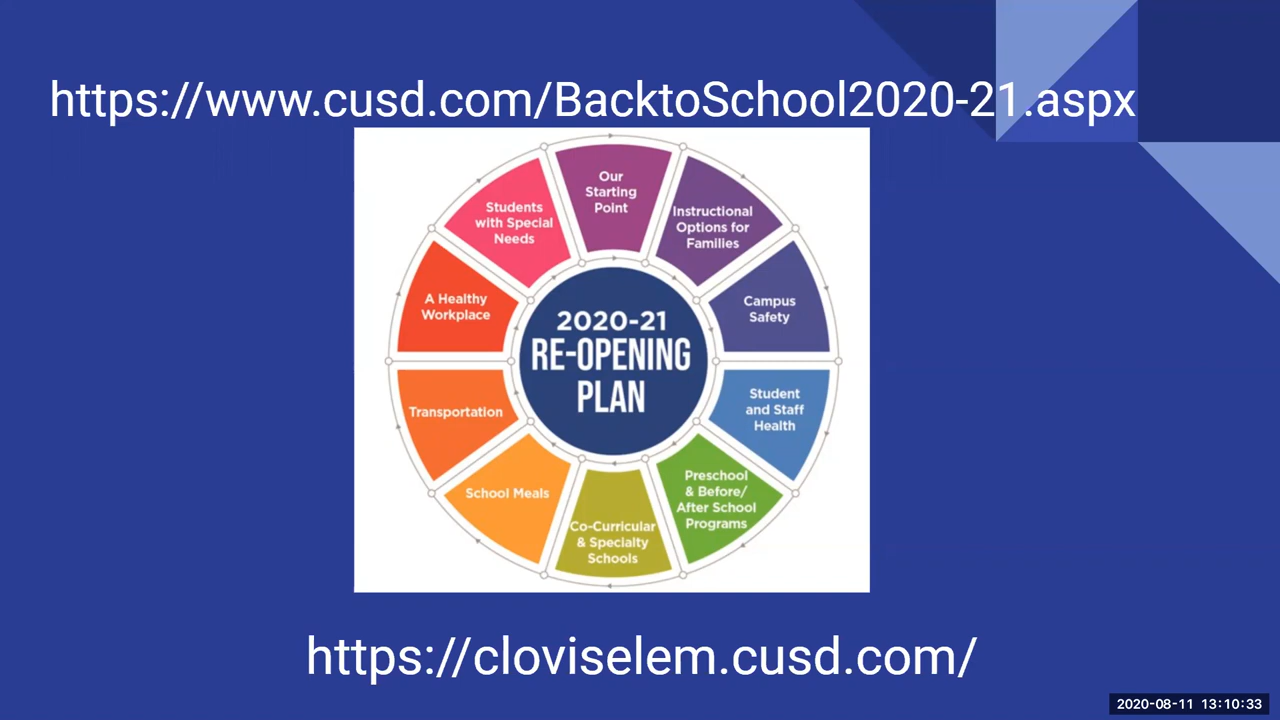 https://www.cusd.com/BacktoSchool2020-21.aspx
Our
Starting
Point
Instructional
Options for
Families
Campus
Safety
Student
and Staff
Health
Preschool
& Before/
After School
Programs
Co-Curricular
& Specialty
Schools
School Meals
Transportation
A Healthy
Workplace
Students
with Special
Needs
2020-21
RE-OPENING
PLAN
https://cloviselem.cusd.com/
2020-08-11 13:10:33